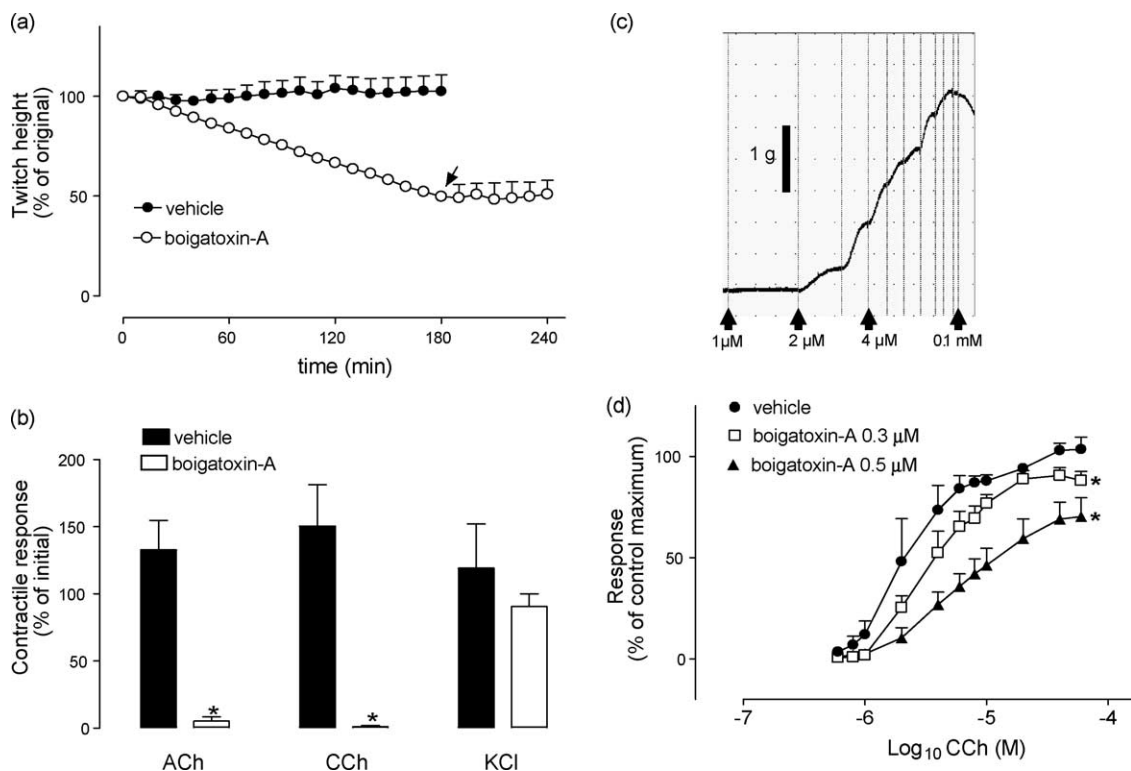 (a)
Twitch height
(% of original)
100
50
0
vehicle
boigatoxin-A
0
60
120
180
240
time (min)
(c)
1 g
1 µM
2 µM
4 µM
0.1 mM
(b)
vehicle
boigatoxin-A
Contractile response
(% of initial)
200
150
100
50
0
*
*
ACh
CCh
KCl
(d)
vehicle
boigatoxin-A 0.3 µM
boigatoxin-A 0.5 µM
Response
(% of control maximum)
100
50
0
*
*
-7
-6
-5
-4
Log₁₀ CCh (M)